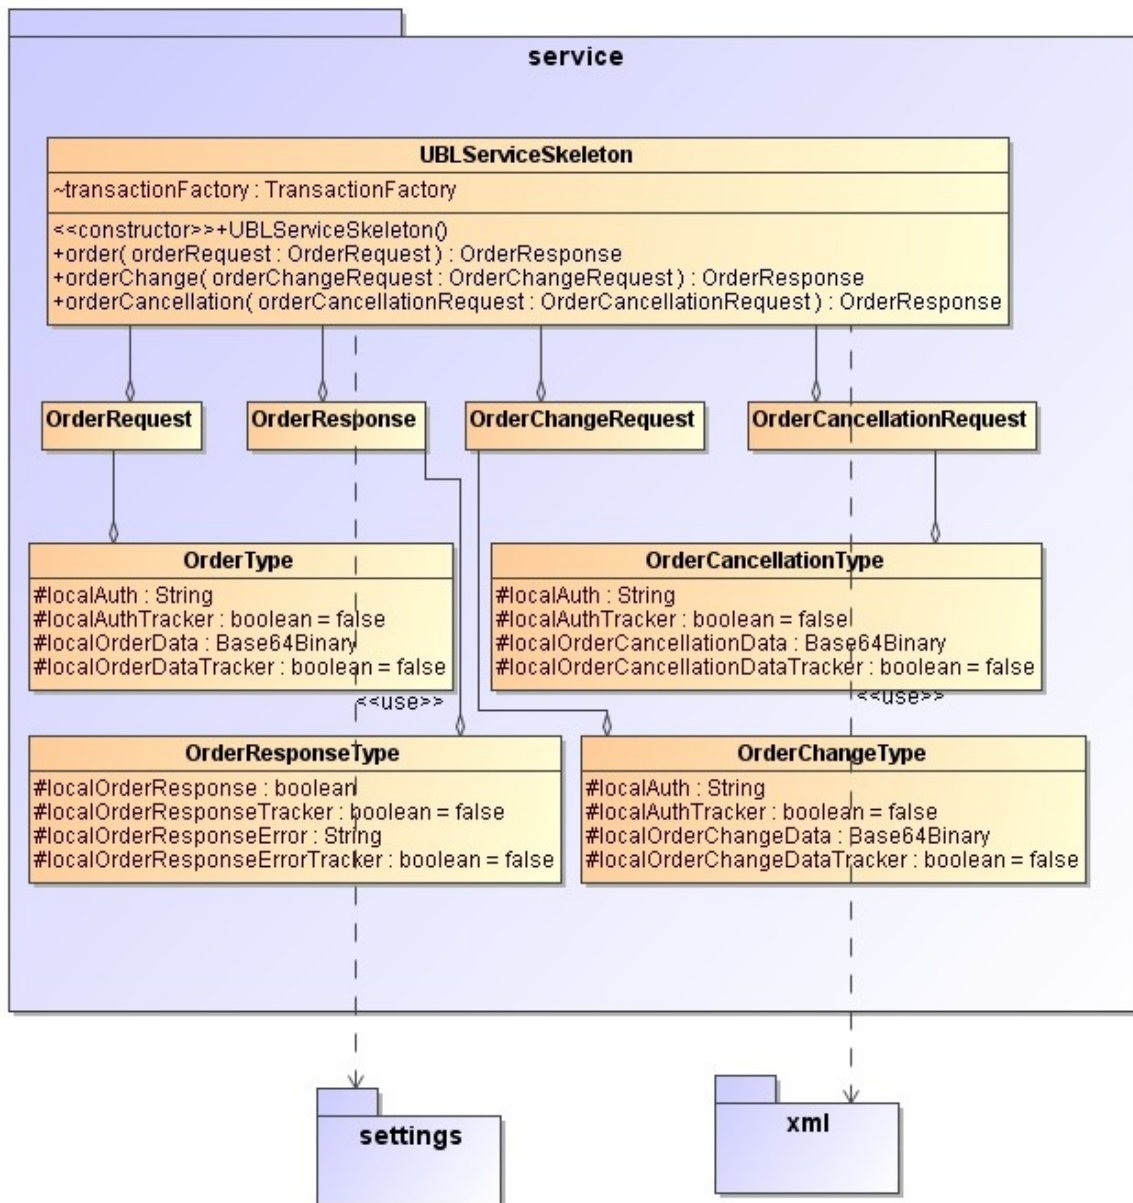 service
UBLServiceSkeleton
~transactionFactory : TransactionFactory
<<constructor>>+UBLServiceSkeleton()
+order( orderRequest : OrderRequest ) : OrderResponse
+orderChange( orderChangeRequest : OrderChangeRequest ) : OrderResponse
+orderCancellation( orderCancellationRequest : OrderCancellationRequest ) : OrderResponse
OrderRequest
OrderResponse
OrderChangeRequest
OrderCancellationRequest
OrderType
#localAuth : String
#localAuthTracker : boolean = false
#localOrderData : Base64Binary
#localOrderDataTracker : boolean = false
OrderCancellationType
#localAuth : String
#localAuthTracker : boolean = false
#localOrderCancellationData : Base64Binary
#localOrderCancellationDataTracker : boolean = false
<<use>>
<<use>>
OrderResponseType
#localOrderResponse : boolean
#localOrderResponseTracker : boolean = false
#localOrderResponseError : String
#localOrderResponseErrorTracker : boolean = false
OrderChangeType
#localAuth : String
#localAuthTracker : boolean = false
#localOrderChangeData : Base64Binary
#localOrderChangeDataTracker : boolean = false
settings
xml